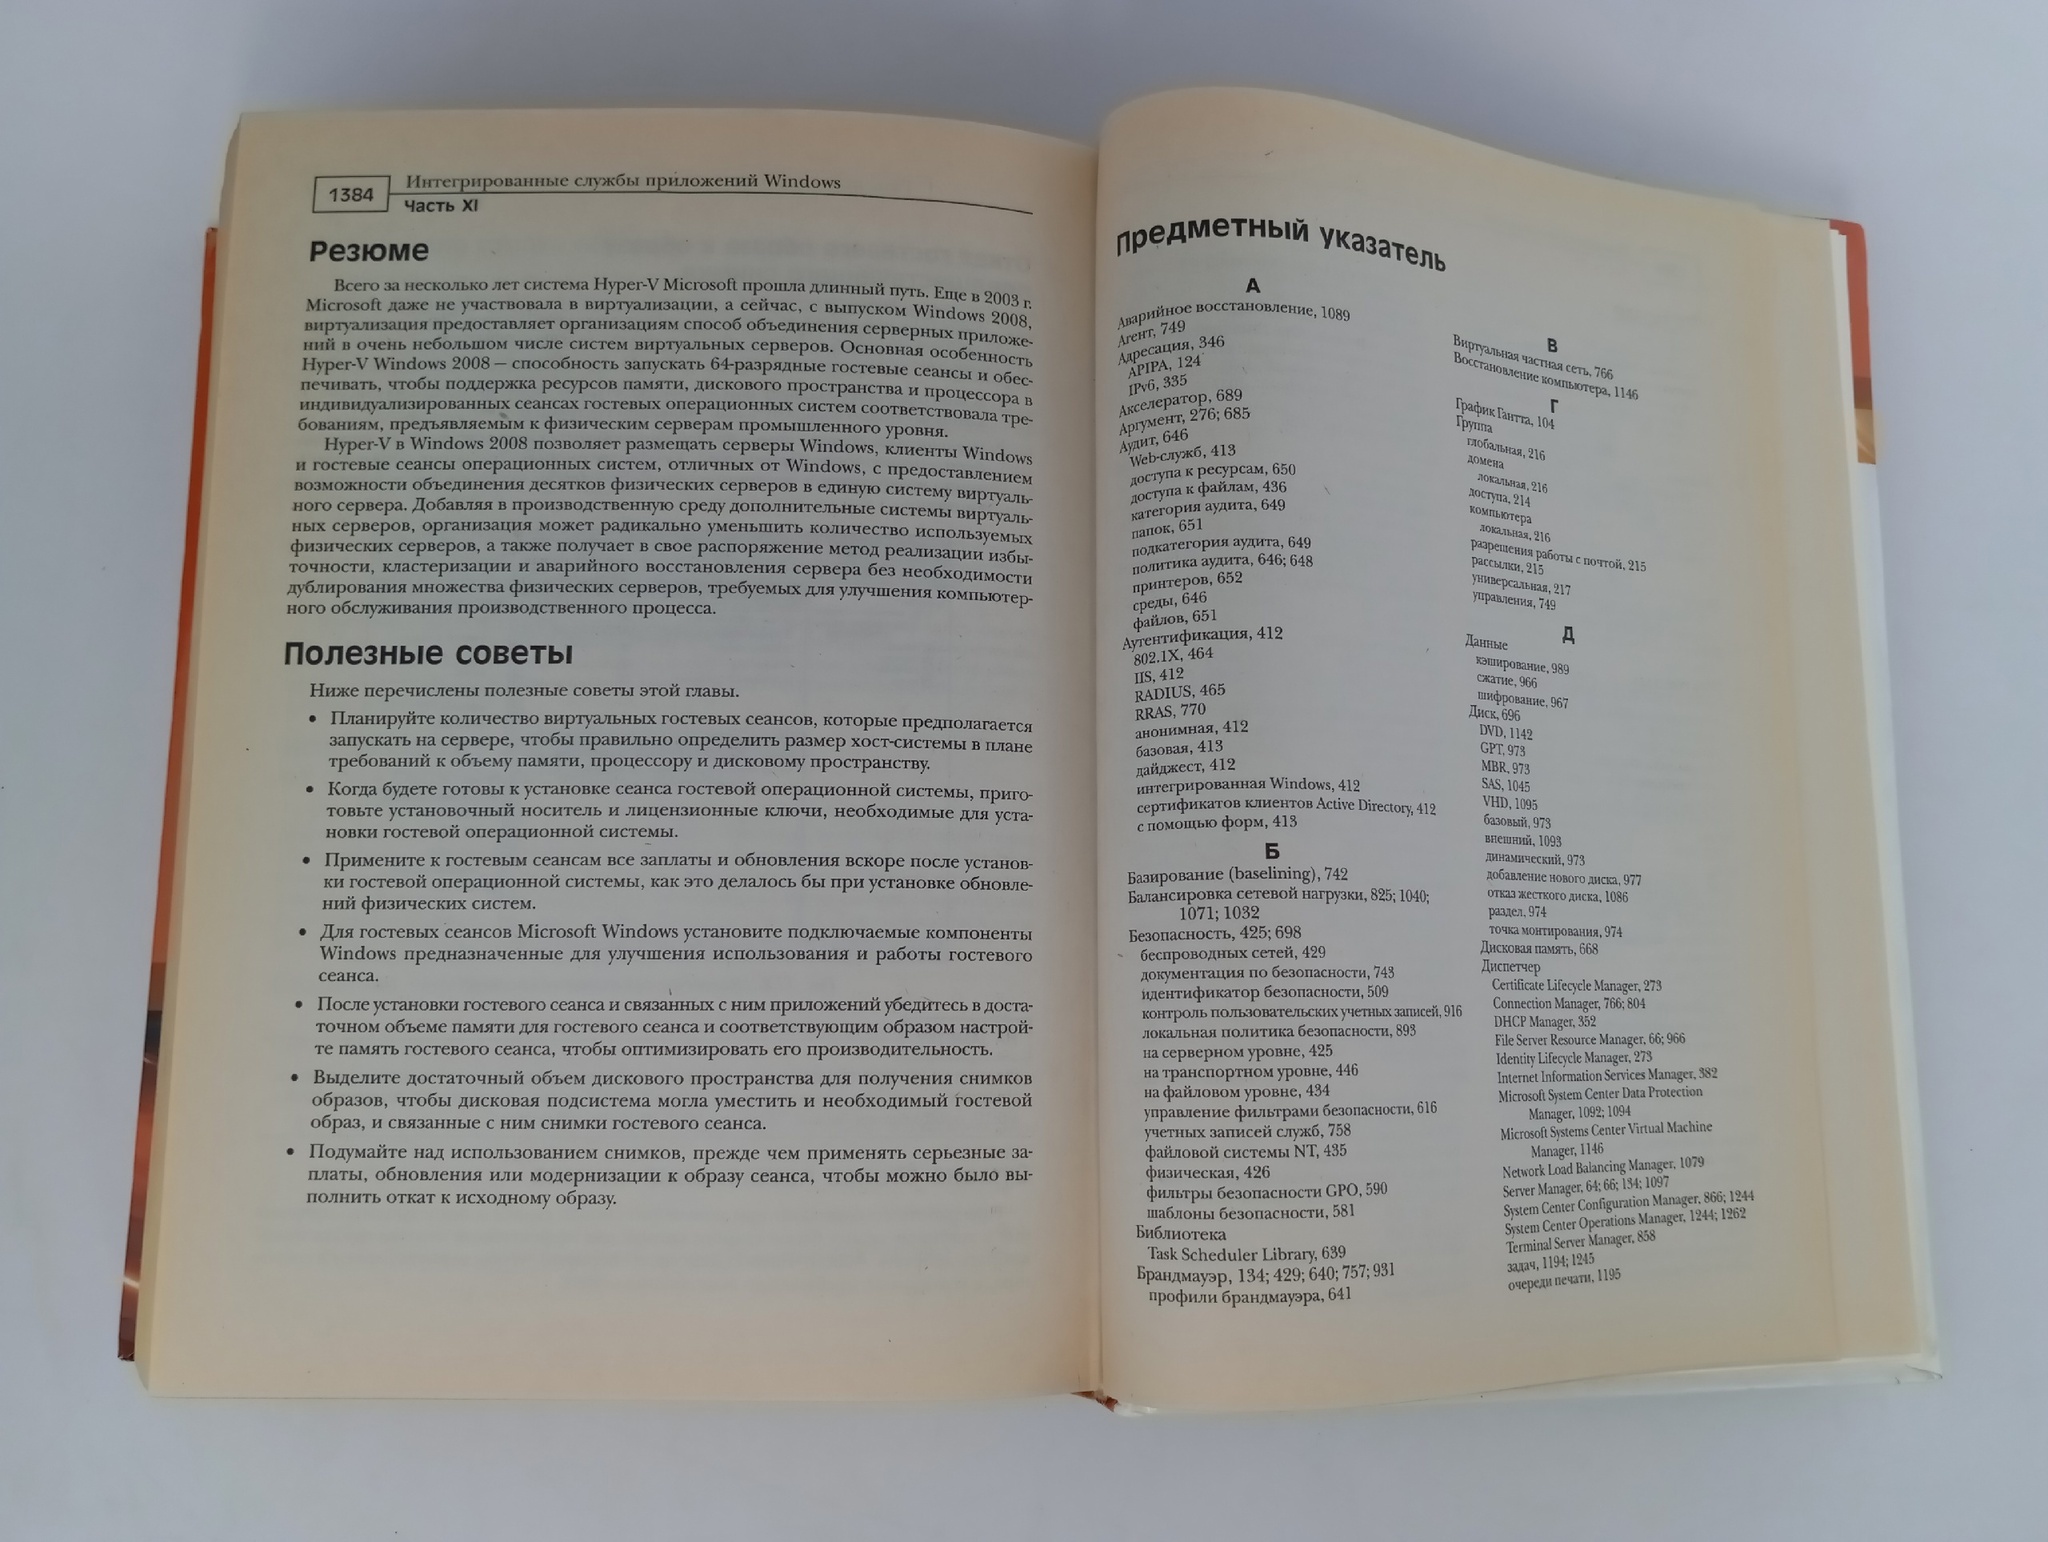 1384
Интегрированные службы приложений Windows
Часть XI
Резюме
Всего за несколько лет система Hyper-V Microsoft прошла длинный путь. Еще в 2003 г.
Microsoft даже не участвовала в виртуализации, а сейчас, с выпуском Windows 2008,
виртуализация предоставляет организациям способ объединения серверных приложе-
ний в очень небольшом числе систем виртуальных серверов. Основная особенность
Hyper-V Windows 2008 — способность запускать 64-разрядные гостевые сеансы и обес-
печивать, чтобы поддержка ресурсов памяти, дискового пространства и процессора в
индивидуализированных сеансах гостевых операционных систем соответствовала тре-
бованиям, предъявляемым к физическим серверам промышленного уровня.
Hyper-V в Windows 2008 позволяет размещать серверы Windows, клиенты Windows
и гостевые сеансы операционных систем, отличных от Windows, с предоставлением
возможности объединения десятков физических серверов в единую систему виртуаль-
ного сервера. Добавляя в производственную среду дополнительные системы виртуаль-
ных серверов, организация может радикально уменьшить количество используемых
физических серверов, а также получает в свое распоряжение метод реализации избы-
точности, кластеризации и аварийного восстановления сервера без необходимости
дублирования множества физических серверов, требуемых для улучшения компьютер-
ного обслуживания производственного процесса.
Полезные советы
Ниже перечислены полезные советы этой главы.
• Планируйте количество виртуальных гостевых сеансов, которые предполагается
запускать на сервере, чтобы правильно определить размер хост-системы в плане
требований к объему памяти, процессору и дисковому пространству.
• Когда будете готовы к установке сеанса гостевой операционной системы, приго-
товьте установочный носитель и лицензионные ключи, необходимые для уста-
новки гостевой операционной системы.
• Примените к гостевым сеансам все заплаты и обновления вскоре после установ-
ки гостевой операционной системы, как это делалось бы при установке обновле-
ний физических систем.
• Для гостевых сеансов Microsoft Windows установите подключаемые компоненты
Windows предназначенные для улучшения использования и работы гостевого
сеанса.
• После установки гостевого сеанса и связанных с ним приложений убедитесь в доста-
точном объеме памяти для гостевого сеанса и соответствующим образом настрой-
те память гостевого сеанса, чтобы оптимизировать его производительность.
• Выделите достаточный объем дискового пространства для получения снимков
образов, чтобы дисковая подсистема могла уместить и необходимый гостевой
образ, и связанные с ним снимки гостевого сеанса.
• Подумайте над использованием снимков, прежде чем применять серьезные за-
платы, обновления или модернизации к образу сеанса, чтобы можно было вы-
полнить откат к исходному образу.
Предметный указатель
А
Аварийное восстановление, 1089
Агент, 749
Адресация, 346
APIPA, 124
IPv6, 335
Акселератор, 689
Аргумент, 276; 685
Аудит, 646
Web-служб, 413
доступа к ресурсам, 650
доступа к файлам, 436
категория аудита, 649
папок, 651
подкатегория аудита, 649
политика аудита, 646; 648
принтеров, 652
среды, 646
файлов, 651
Аутентификация, 412
802.1X, 464
IIS, 412
RADIUS, 465
RRAS, 770
анонимная, 412
базовая, 413
дайджест, 412
интегрированная Windows, 412
сертификатов клиентов Active Directory, 412
с помощью форм, 413
Б
Базирование (baselining), 742
Балансировка сетевой нагрузки, 825; 1040;
1071; 1032
Безопасность, 425; 698
беспроводных сетей, 429
документация по безопасности, 743
идентификатор безопасности, 509
контроль пользовательских учетных записей, 916
локальная политика безопасности, 893
на серверном уровне, 425
на транспортном уровне, 446
на файловом уровне, 434
управление фильтрами безопасности, 616
учетных записей служб, 758
файловой системы NT, 435
физическая, 426
фильтры безопасности GPO, 590
шаблоны безопасности, 581
Библиотека
Task Scheduler Library, 639
Брандмауэр, 134; 429; 640; 757; 931
профили брандмауэра, 641
В
Виртуальная частная сеть, 766
Восстановление компьютера, 1146
Г
График Гантта, 104
Группа
глобальная, 216
домена
локальная, 216
доступа, 214
компьютера
локальная, 216
разрешения работы с почтой, 215
рассылки, 215
универсальная, 217
управления, 749
Д
Данные
кэширование, 989
сжатие, 966
шифрование, 967
Диск, 696
DVD, 1142
GPT, 973
MBR, 973
SAS, 1045
VHD, 1095
базовый, 973
внешний, 1093
динамический, 973
добавление нового диска, 977
отказ жесткого диска, 1086
раздел, 974
точка монтирования, 974
Дисковая память, 668
Диспетчер
Certificate Lifecycle Manager, 273
Connection Manager, 766; 804
DHCP Manager, 352
File Server Resource Manager, 66; 966
Identity Lifecycle Manager, 273
Internet Information Services Manager, 382
Microsoft System Center Data Protection
Manager, 1092; 1094
Microsoft Systems Center Virtual Machine
Manager, 1146
Network Load Balancing Manager, 1079
Server Manager, 64; 66; 134; 1097
System Center Configuration Manager, 866; 1244
System Center Operations Manager, 1244; 1262
Terminal Server Manager, 858
задач, 1194; 1245
очереди печати, 1195